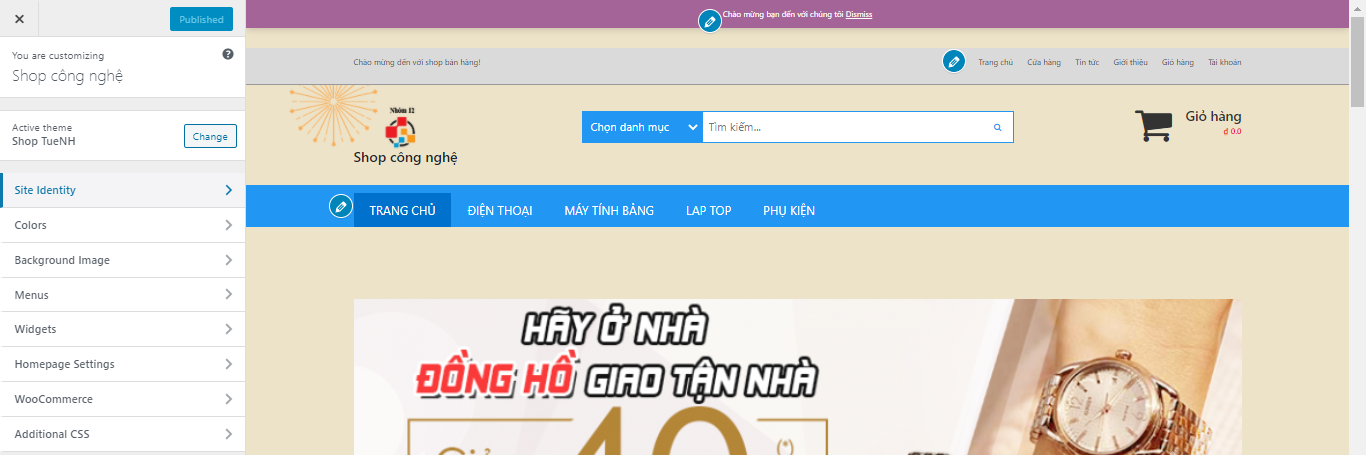 Published
You are customizing
Shop công nghệ
Active theme
Shop TueNH
Change
Site Identity
Colors
Background Image
Menus
Widgets
Homepage Settings
WooCommerce
Additional CSS
Chào mừng bạn đến với chúng tôi Dismiss
Chào mừng đến với shop bán hàng!
Trang chủ Cửa hàng Tin tức Giới thiệu Giỏ hàng Tài khoản
Nhóm 12
Shop công nghệ
Chọn danh mục
Tìm kiếm...
Giỏ hàng
₫ 0.0
TRANG CHỦ ĐIỆN THOẠI MÁY TÍNH BẢNG LAP TOP PHỤ KIỆN
HÃY Ở NHÀ
ĐỒNG HỒ GIAO TẬN NHÀ
(*)